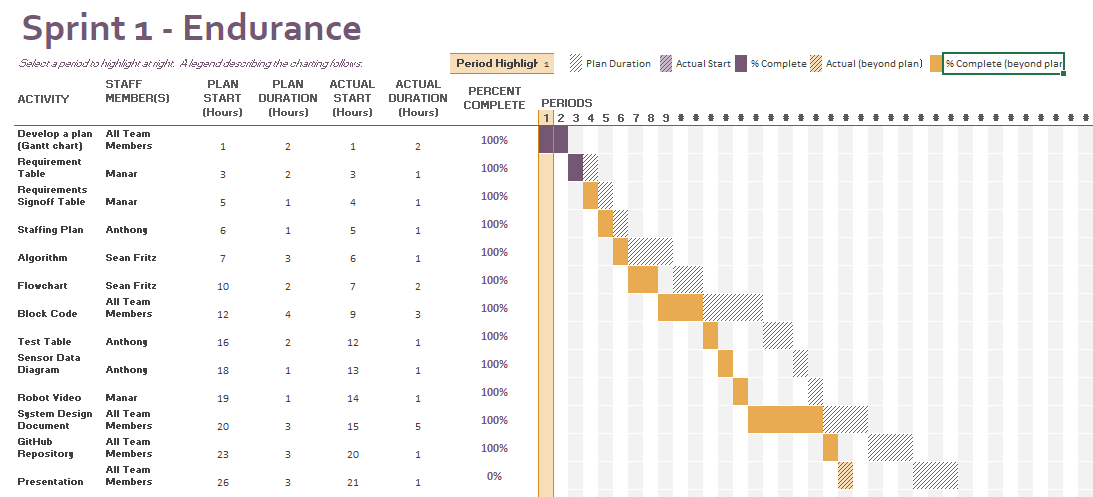 Sprint 1 - Endurance
Select a period to highlight at right. A legend describing the charting follows.
Period Highligh 1
Plan Duration
Actual Start
% Complete
Actual (beyond plan)
% Complete (beyond plan
ACTIVITY
STAFF
MEMBER(S)
PLAN
START
(Hours)
PLAN
DURATION
(Hours)
ACTUAL
START
(Hours)
ACTUAL
DURATION
(Hours)
PERCENT
COMPLETE
PERIODS
1 2 3 4 5 6 7 8 9 # # # # # # # # # # # # # # # # # # # # # # # # # # # #
Develop a plan
(Gantt chart)
All Team
Members
1 2 1 2 100%
Requirement
Table
Manar 3 2 3 1 100%
Requirements
Signoff Table
Manar 5 1 4 1 100%
Staffing Plan Anthony 6 1 5 1 100%
Algorithm Sean Fritz 7 3 6 1 100%
Flowchart Sean Fritz 10 2 7 2 100%
Block Code
All Team
Members
12 4 9 3 100%
Test Table Anthony 16 2 12 1 100%
Sensor Data
Diagram
Anthony 18 1 13 1 100%
Robot Video Manar 19 1 14 1 100%
System Design
Document
All Team
Members
20 3 15 5 100%
GitHub
Repository
All Team
Members
23 3 20 1 100%
Presentation
All Team
Members
26 3 21 1 0%